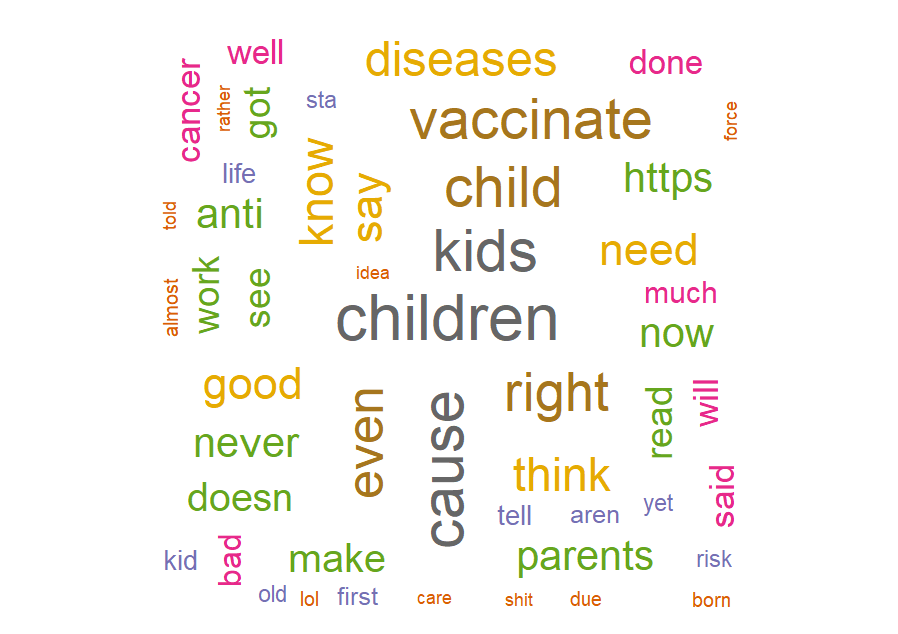 well
diseases
done
cancer
rather
got
sta
vaccinate
force
know
say
child
https
life
told
anti
kids
need
almost
work
see
idea
children
much
now
good
even
cause
right
read
will
never
think
said
doesn
tell
aren
yet
kid
bad
make
parents
risk
old
lol
first
care
shit
due
born